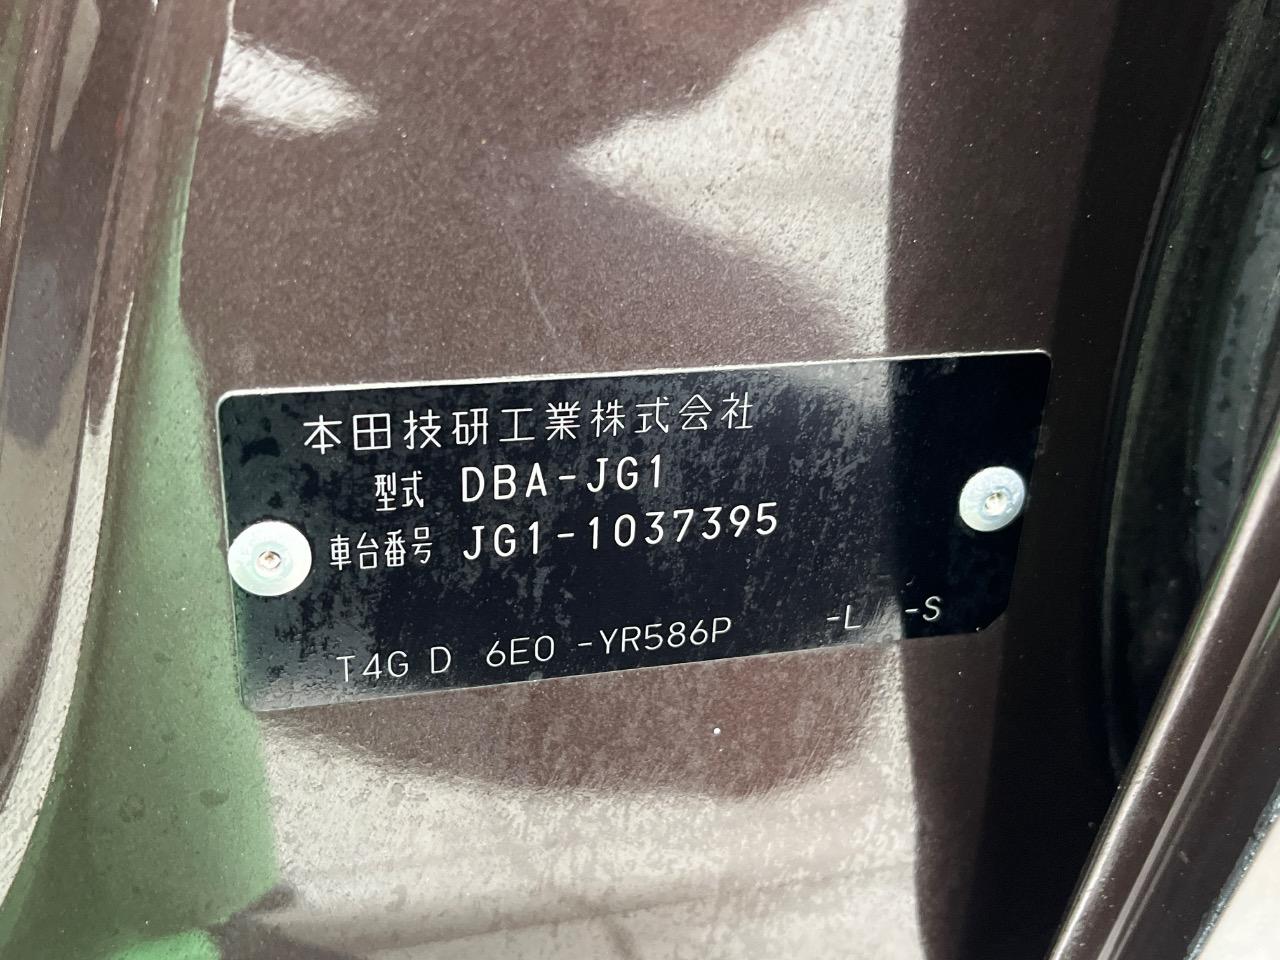 本田技研工業株式会社
型式 DBA-JG1
車台番号 JG1-1037395
T4G D 6E0 -YR586P -L -S